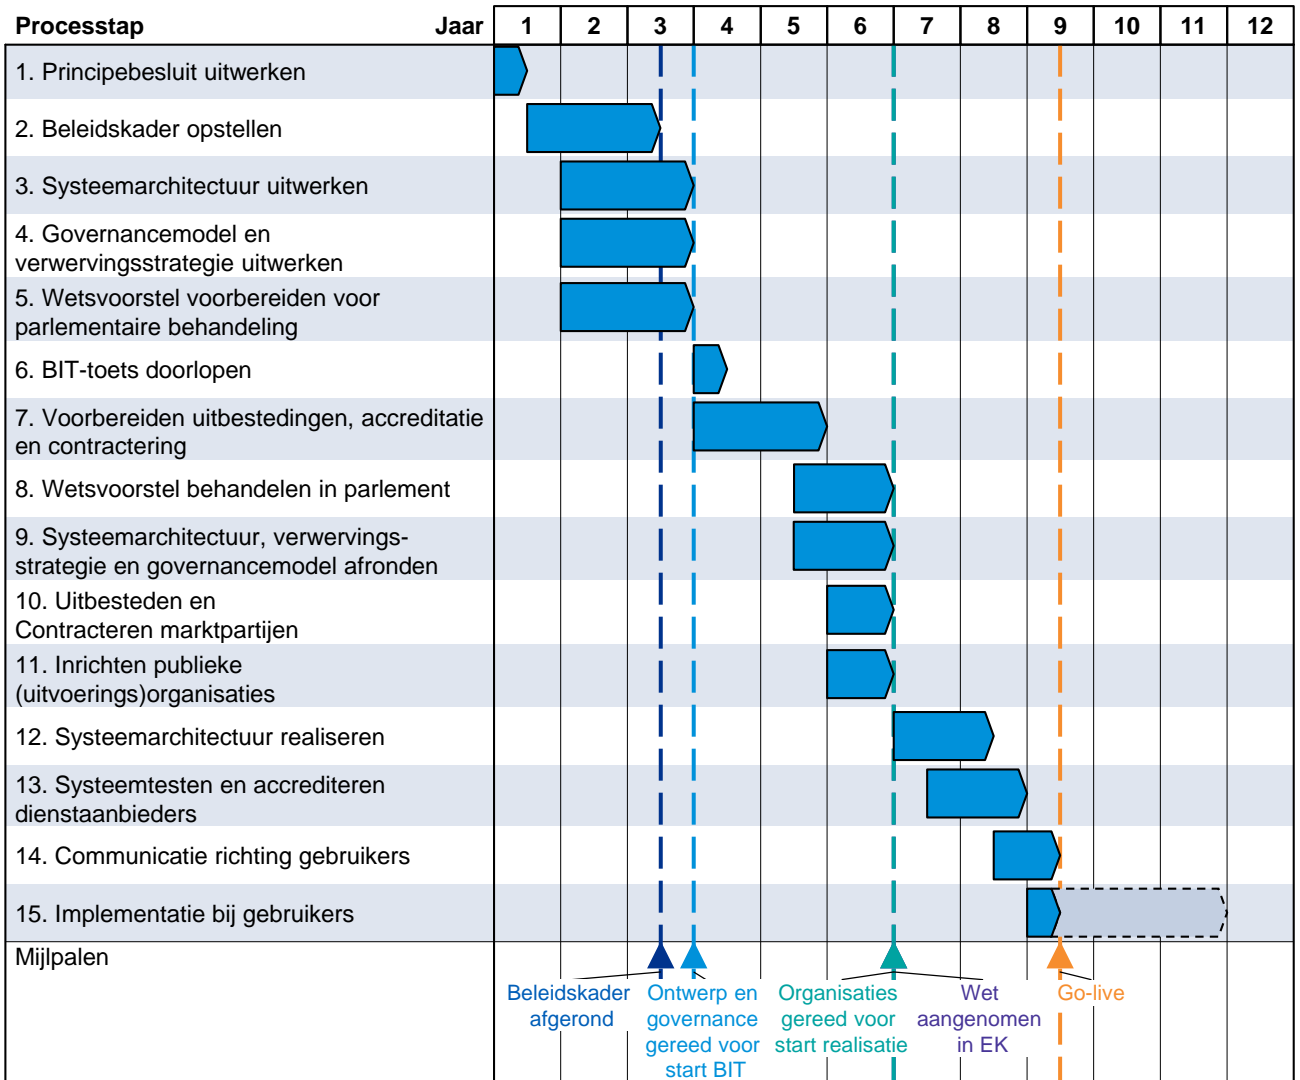 Processtap Jaar 1 2 3 4 5 6 7 8 9 10 11 12
1. Principebesluit uitwerken
2. Beleidskader opstellen
3. Systeemarchitectuur uitwerken
4. Governancemodel en
verwervingsstrategie uitwerken
5. Wetsvoorstel voorbereiden voor
parlementaire behandeling
6. BIT-toets doorlopen
7. Voorbereiden uitbestedingen, accreditatie
en contractering
8. Wetsvoorstel behandelen in parlement
9. Systeemarchitectuur, verwervings-
strategie en governancemodel afronden
10. Uitbesteden en
Contracteren marktpartijen
11. Inrichten publieke
(uitvoerings)organisaties
12. Systeemarchitectuur realiseren
13. Systeemtesten en accrediteren
dienstaanbieders
14. Communicatie richting gebruikers
15. Implementatie bij gebruikers
Mijlpalen
Beleidskader
afgerond
Ontwerp en
governance
gereed voor
start BIT
Organisaties
gereed voor
start realisatie
Wet
aangenomen
in EK
Go-live